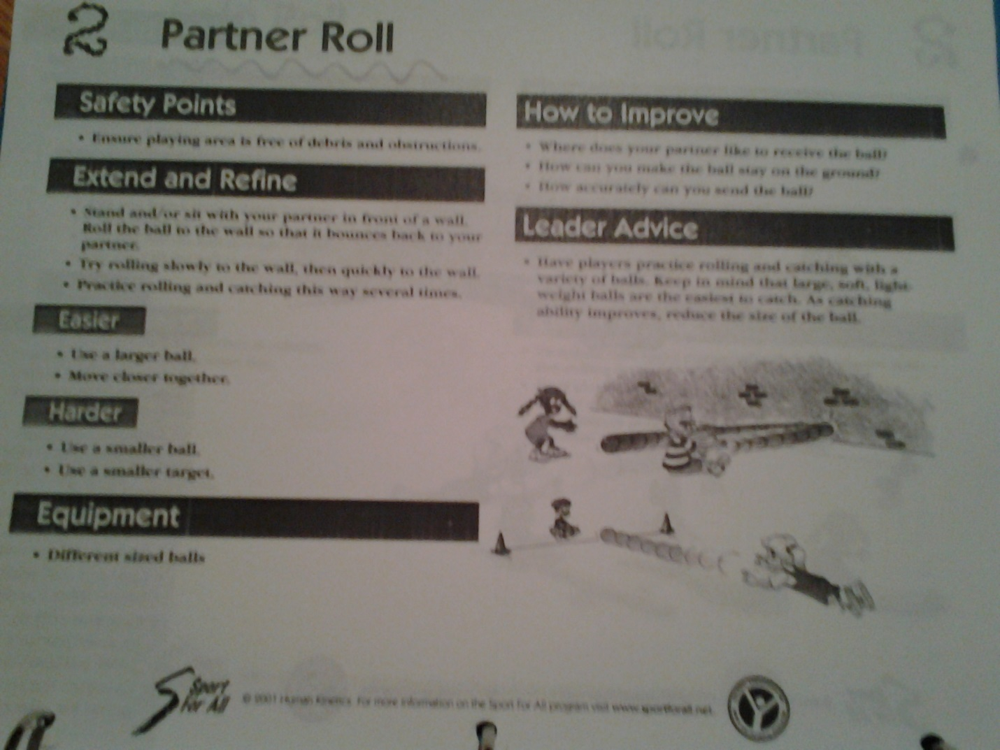 2 Partner Roll
Safety Points
• Ensure playing area is free of debris and obstructions.
Extend and Refine
• Stand and/or sit with your partner in front of a wall.
Roll the ball to the wall so that it bounces back to your
partner.
• Try rolling slowly to the wall, then quickly to the wall.
• Practice rolling and catching this way several times.
Easier
• Use a larger ball.
• Move closer together.
Harder
• Use a smaller ball.
• Use a smaller target.
Equipment
• Different sized balls
How to Improve
• Where does your partner like to receive the ball?
• How can you make the ball stay on the ground?
• How accurately can you send the ball?
Leader Advice
• Have players practice rolling and catching with a
variety of balls. Keep in mind that large, soft, light-
weight balls are the easiest to catch. As catching
ability improves, reduce the size of the ball.
Sport
For All
© 2001 Human Kinetics. For more information on the Sport For All program visit www.sportforall.net.